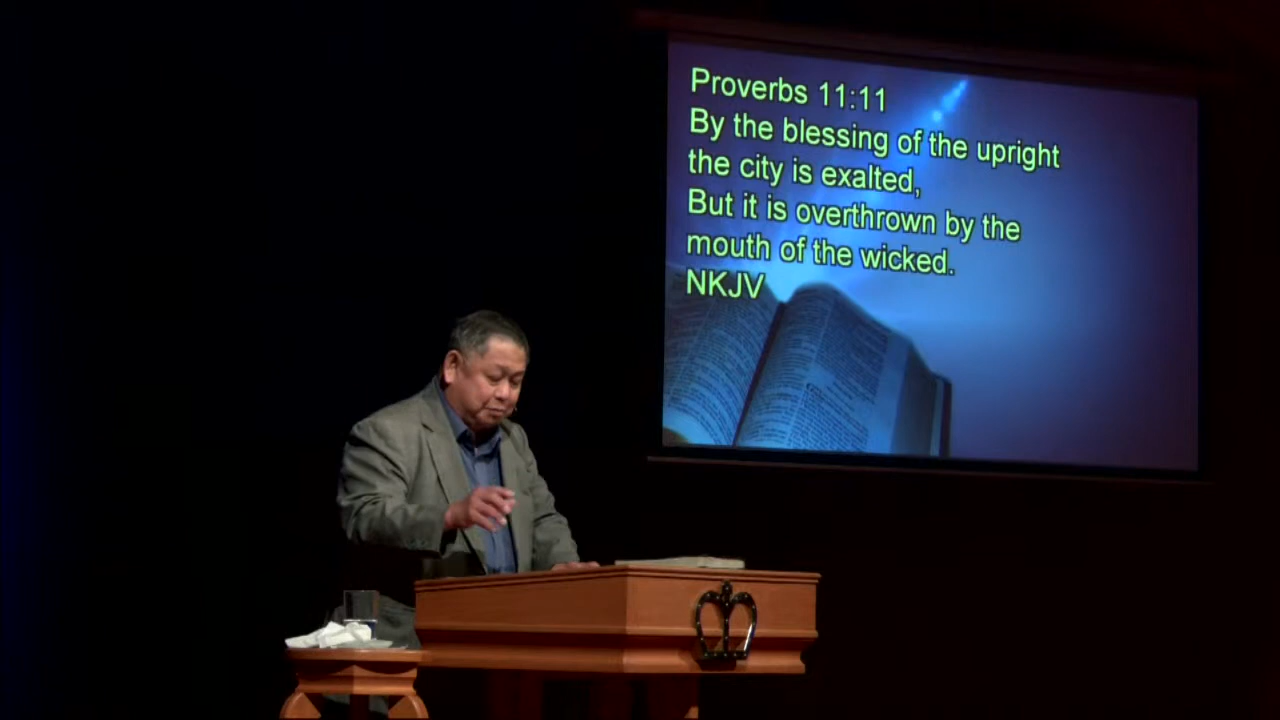 Proverbs 11:11
By the blessing of the upright
the city is exalted,
But it is overthrown by the
mouth of the wicked.
NKJV